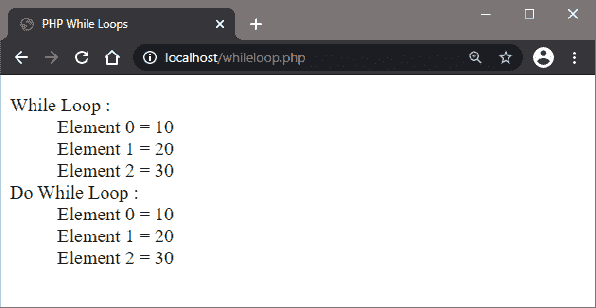 PHP While Loops
localhost/whileloop.php
While Loop :
Element 0 = 10
Element 1 = 20
Element 2 = 30
Do While Loop :
Element 0 = 10
Element 1 = 20
Element 2 = 30